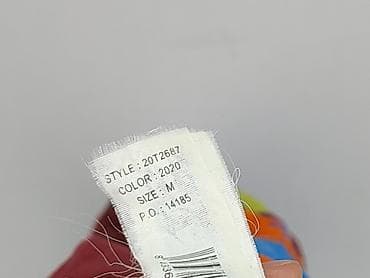 STYLE : 20T2687
COLOR : 2020
SIZE : M
P.O. : 14185